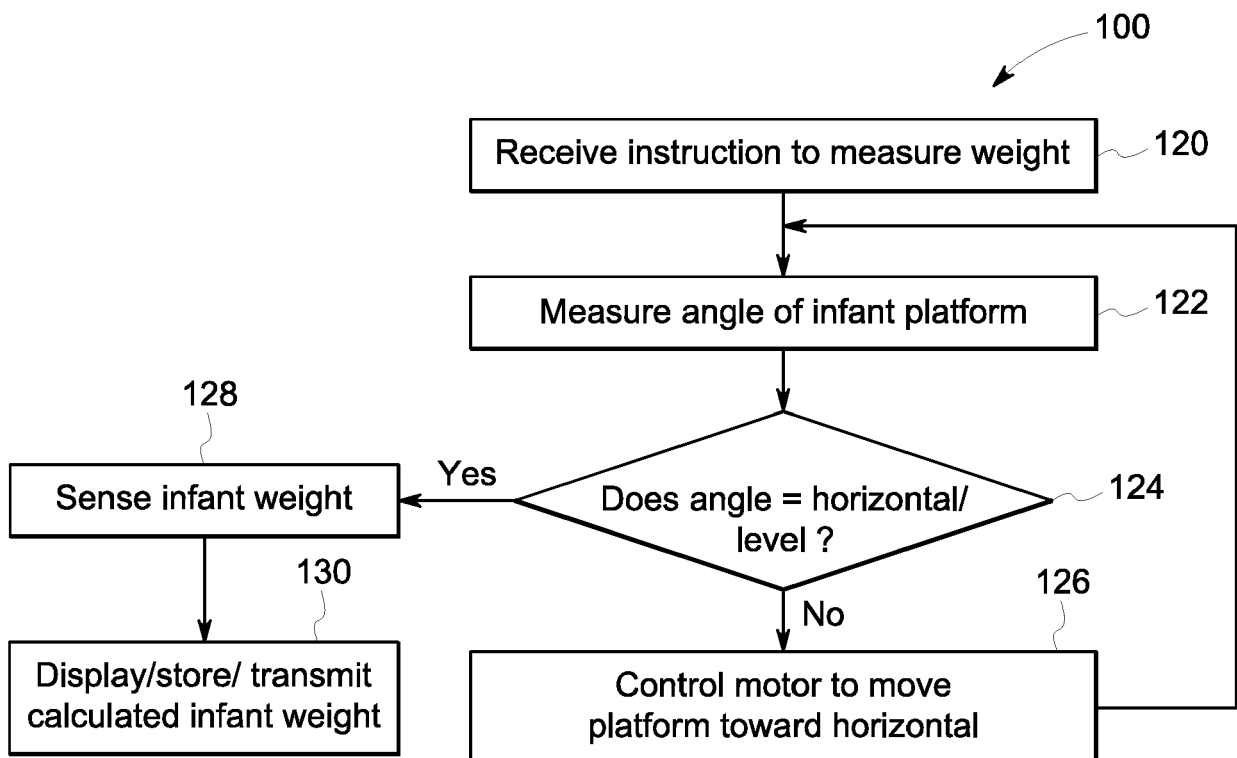 100
Receive instruction to measure weight
120
Measure angle of infant platform
122
128
Sense infant weight
Yes
Does angle = horizontal/
level ?
124
No
130
Display/store/ transmit
calculated infant weight
126
Control motor to move
platform toward horizontal